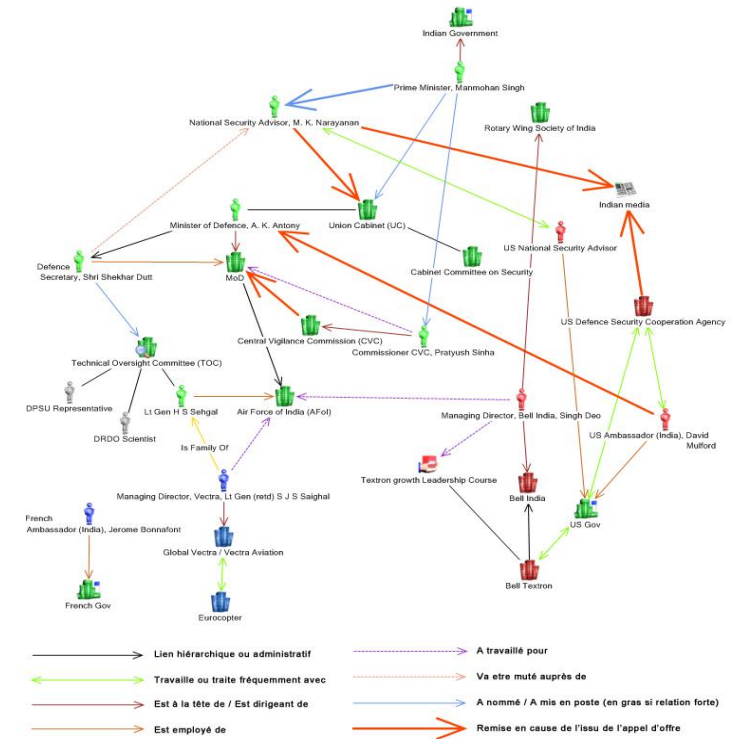 Indian Government
Prime Minister, Manmohan Singh
National Security Advisor, M. K. Narayanan
Rotary Wing Society of India
Indian media
Minister of Defence, A. K. Antony
Union Cabinet (UC)
US National Security Advisor
Cabinet Committee on Security
Defence
Secretary, Shri Shekhar Dutt
MoD
US Defence Security Cooperation Agency
Central Vigilance Commission (CVC)
Commissioner CVC, Pratyush Sinha
Technical Oversight Committee (TOC)
DPSU Representative
DRDO Scientist
Lt Gen H S Sehgal
Air Force of India (AFoI)
Managing Director, Bell India, Singh Deo
US Ambassador (India), David
Mulford
Is Family Of
Textron growth Leadership Course
Managing Director, Vectra, Lt Gen (retd) S J S Saighal
Bell India
French
Ambassador (India), Jerome Bonnafont
US Gov
Global Vectra / Vectra Aviation
Bell Textron
French Gov
Eurocopter
Lien hiérarchique ou administratif
A travaillé pour
Travaille ou traite fréquemment avec
Va etre muté auprès de
Est à la tête de / Est dirigeant de
A nommé / A mis en poste (en gras si relation forte)
Est employé de
Remise en cause de l'issu de l'appel d'offre